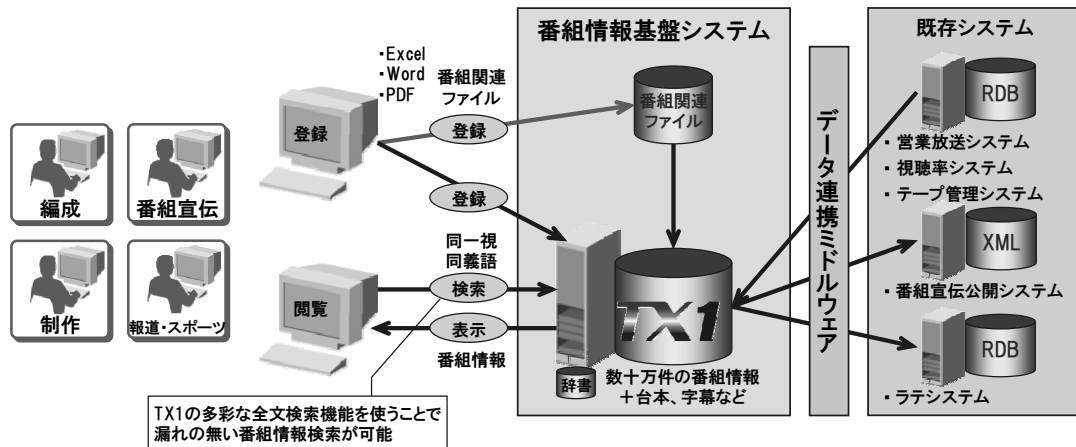 編成
番組宣伝
制作
報道・スポーツ
・Excel
・Word
・PDF
番組関連
ファイル
登録
登録
登録
同一視
同義語
閲覧
検索
表示
番組情報
TX1の多彩な全文検索機能を使うことで
漏れの無い番組情報検索が可能
番組情報基盤システム
番組関連
ファイル
TX1
辞書
数十万件の番組情報
+台本、字幕など
データ連携ミドルウェア
既存システム
RDB
・営業放送システム
・視聴率システム
・テープ管理システム
XML
・番組宣伝公開システム
RDB
・ラテシステム